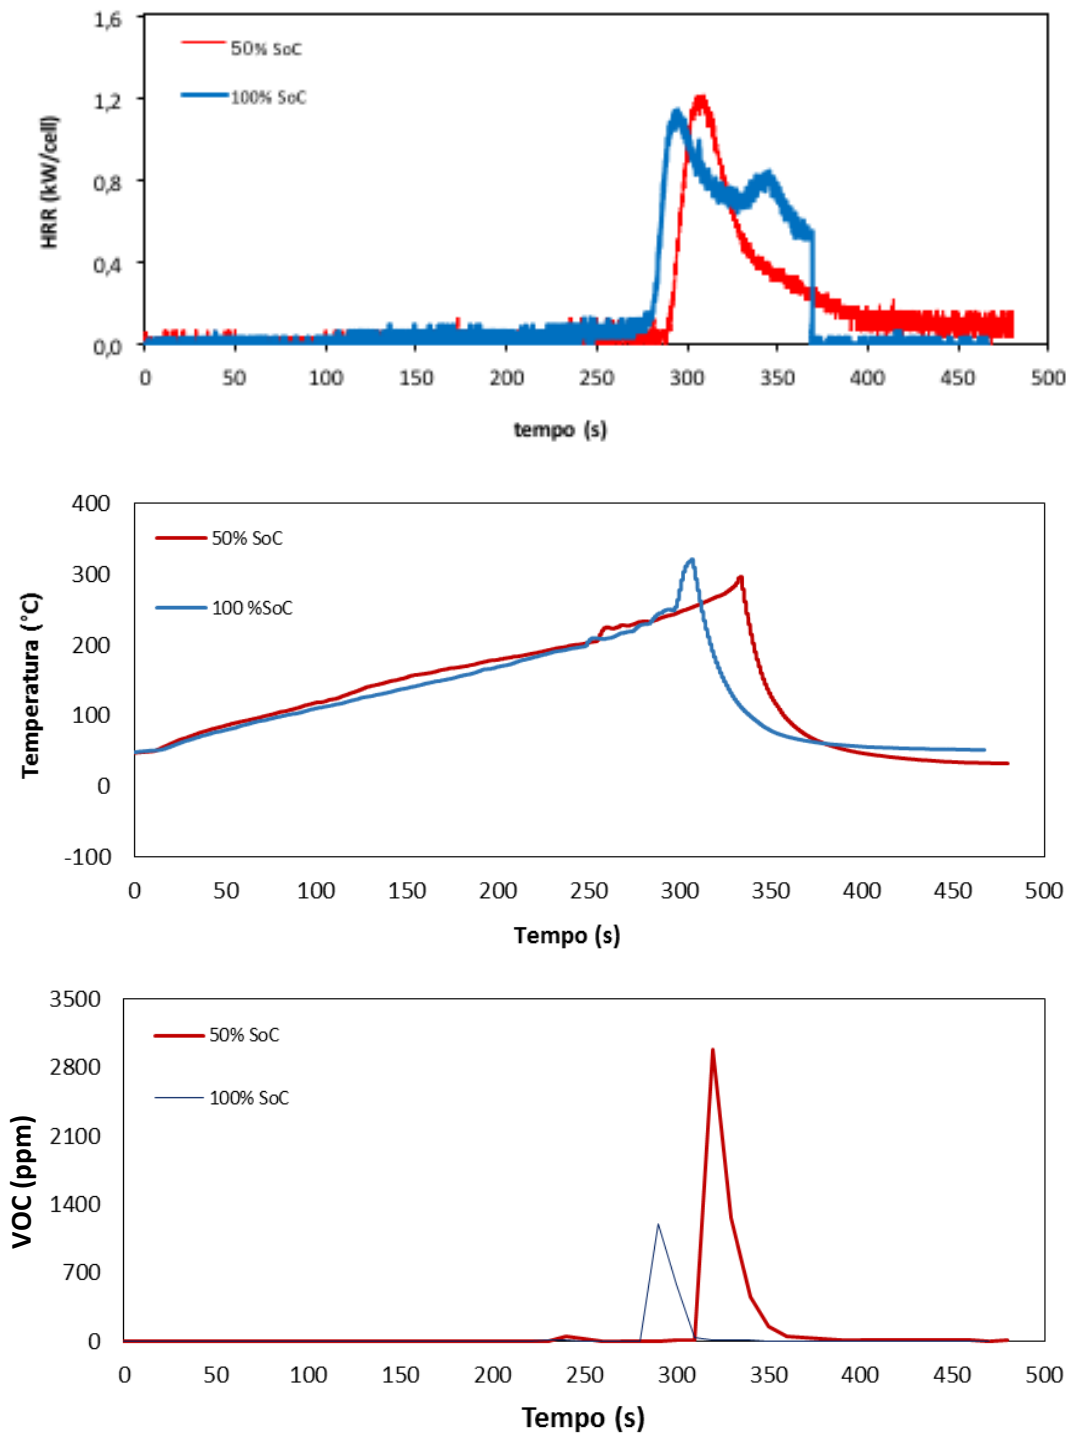 1,6
50% SoC
100% SoC
1,2
0,8
0,4
0,0
HRR (kW/cell)
0 50 100 150 200 250 300 350 400 450 500
tempo (s)
400
50% SoC
300
100 %SoC
200
100
0
-100
Temperatura (°C)
0 50 100 150 200 250 300 350 400 450 500
Tempo (s)
3500
50% SoC
2800
100% SoC
2100
1400
700
0
VOC (ppm)
0 50 100 150 200 250 300 350 400 450 500
Tempo (s)